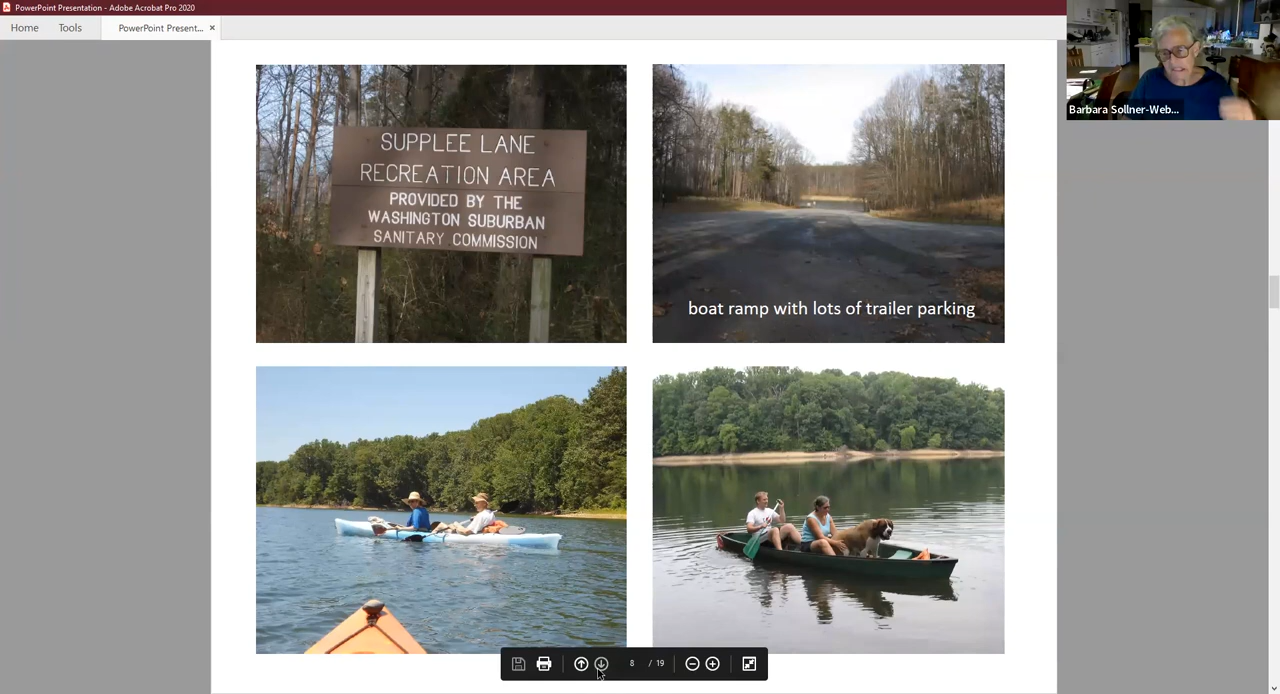 PowerPoint Presentation - Adobe Acrobat Pro 2020
Home
Tools
PowerPoint Present...
Barbara Sollner-Web...
SUPPLEE LANE
RECREATION AREA
PROVIDED BY THE
WASHINGTON SUBURBAN
SANITARY COMMISSION
boat ramp with lots of trailer parking
8 / 19